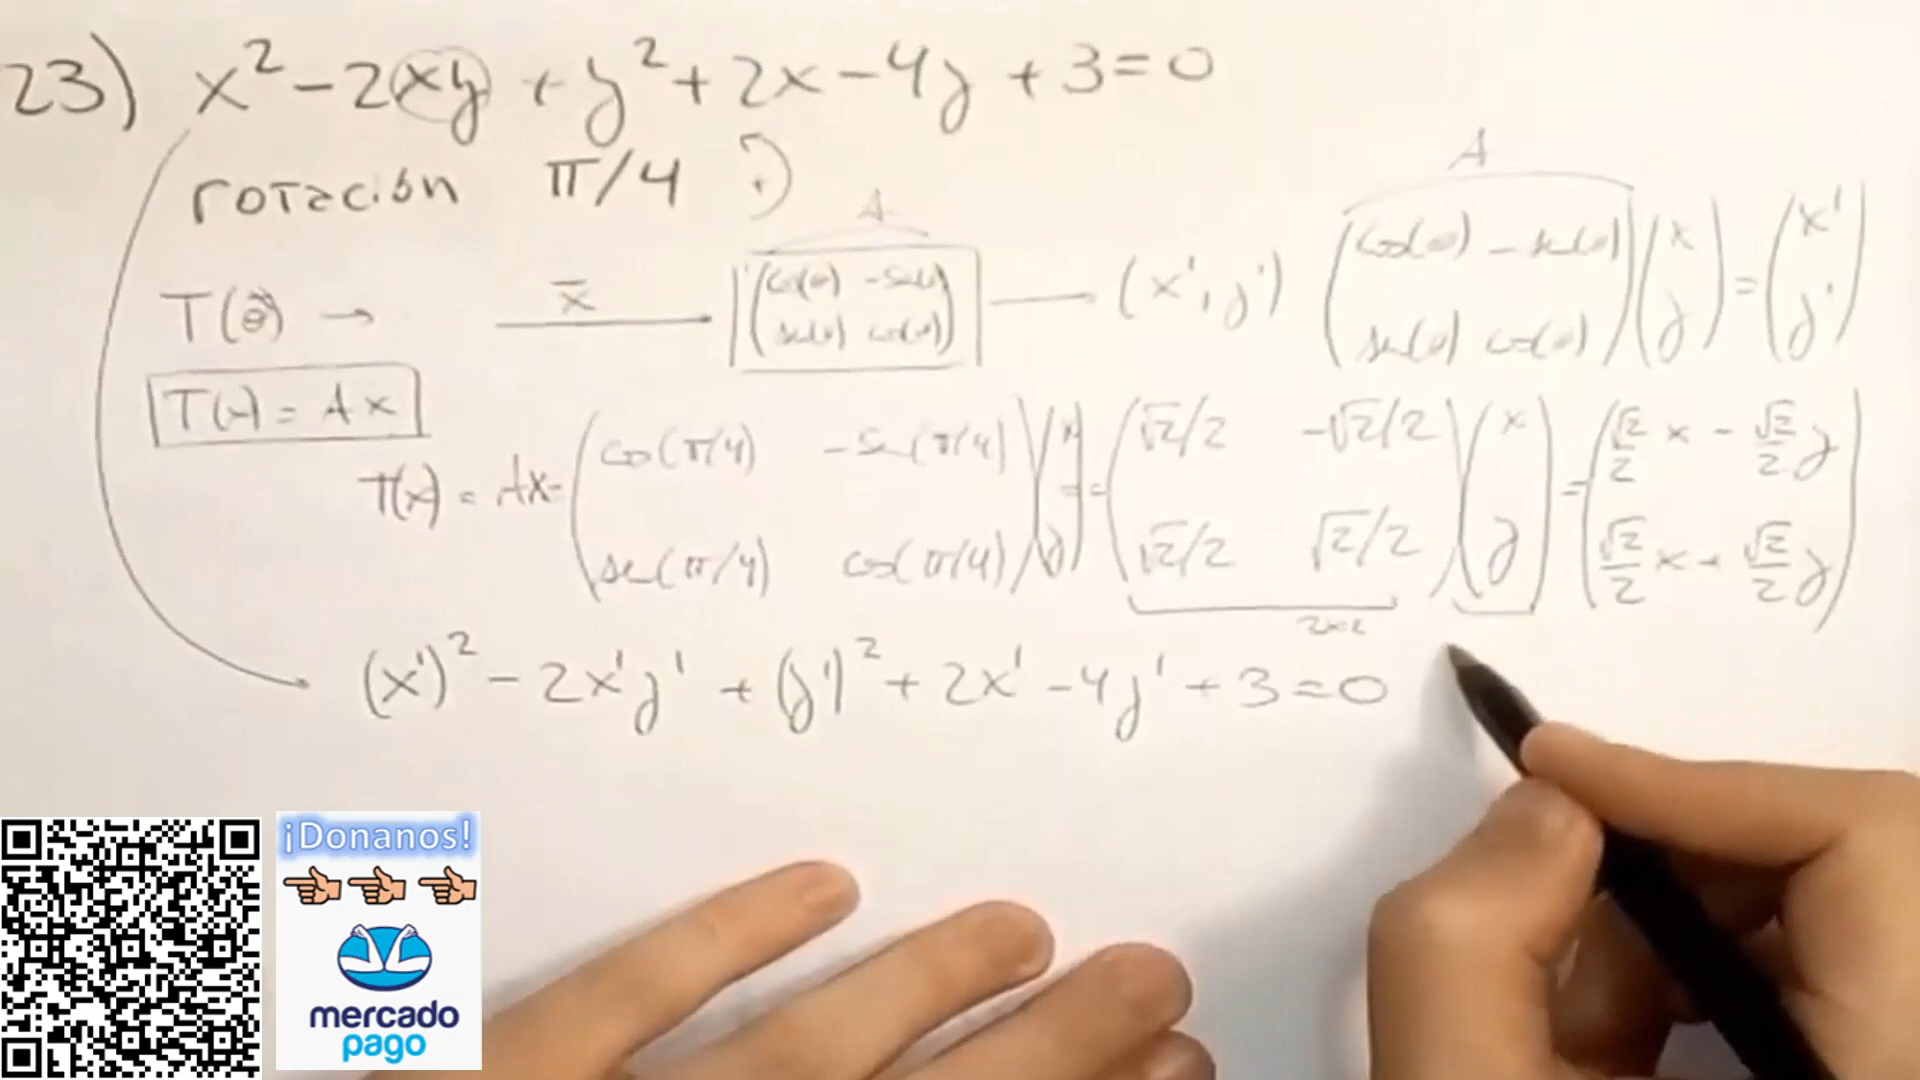 23) x² - 2xy + y² + 2x - 4y + 3 = 0
rotación π/4
A
A
T(θ) → x̄ → (cos(θ) -sen(θ) / sen(θ) cos(θ)) → (x', y')
(cos(θ) -sen(θ) / sen(θ) cos(θ)) (x / y) = (x' / y')
T(x) = Ax
T(x) = Ax = (cos(π/4) -sen(π/4) / sen(π/4) cos(π/4)) (x / y) = (√2/2 -√2/2 / √2/2 √2/2) (x / y) = (√2/2 x - √2/2 y / √2/2 x + √2/2 y)
2x2
(x')² - 2x'y' + (y')² + 2x' - 4y' + 3 = 0
¡Donanos!
mercado
pago